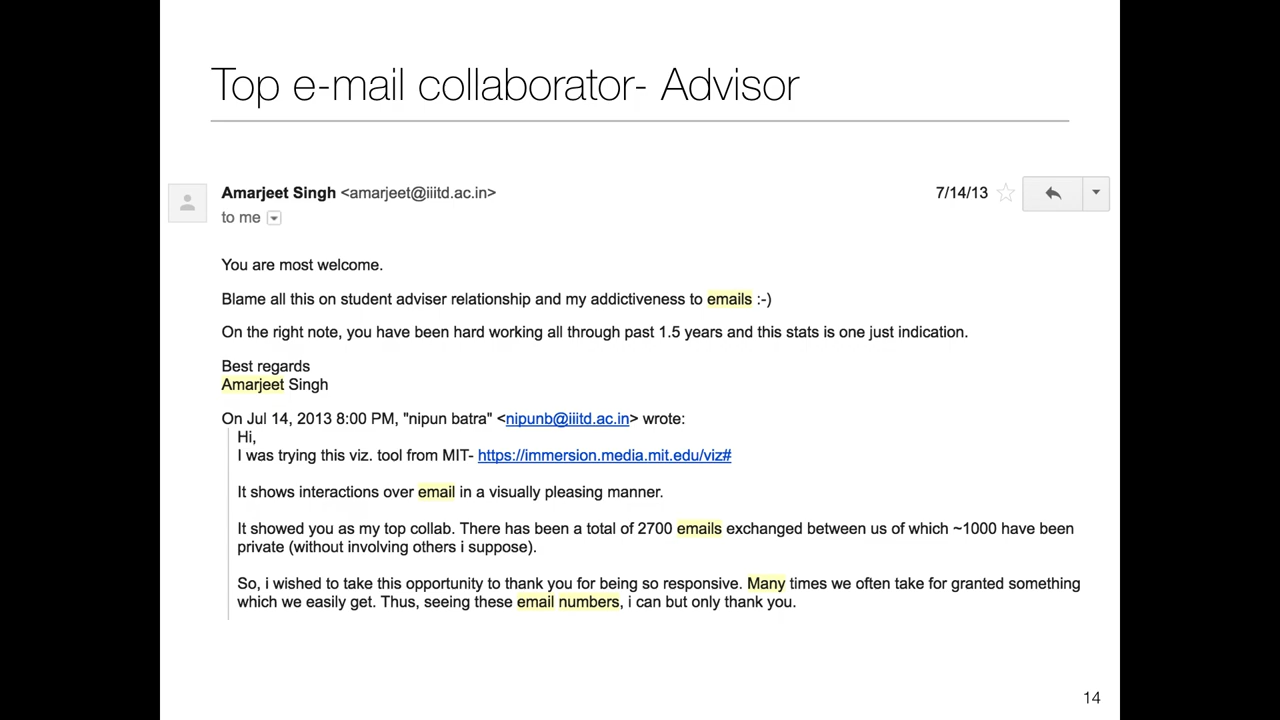 Top e-mail collaborator- Advisor
Amarjeet Singh <amarjeet@iiitd.ac.in>
7/14/13
to me
You are most welcome.
Blame all this on student adviser relationship and my addictiveness to emails :-)
On the right note, you have been hard working all through past 1.5 years and this stats is one just indication.
Best regards
Amarjeet Singh
On Jul 14, 2013 8:00 PM, "nipun batra" <nipunb@iiitd.ac.in> wrote:
Hi,
I was trying this viz. tool from MIT- https://immersion.media.mit.edu/viz#
It shows interactions over email in a visually pleasing manner.
It showed you as my top collab. There has been a total of 2700 emails exchanged between us of which ~1000 have been
private (without involving others i suppose).
So, i wished to take this opportunity to thank you for being so responsive. Many times we often take for granted something
which we easily get. Thus, seeing these email numbers, i can but only thank you.
14